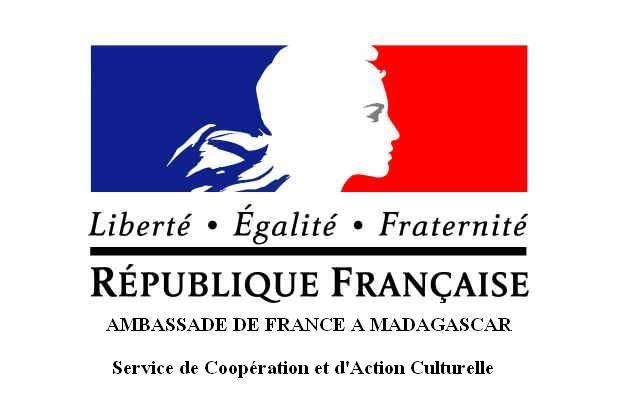 Liberté • Égalité • Fraternité
RÉPUBLIQUE FRANÇAISE
AMBASSADE DE FRANCE A MADAGASCAR
Service de Coopération et d'Action Culturelle